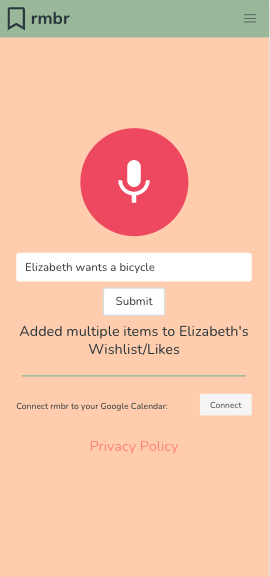 rmbr
Elizabeth wants a bicycle
Submit
Added multiple items to Elizabeth's
Wishlist/Likes
Connect rmbr to your Google Calendar:
Connect
Privacy Policy